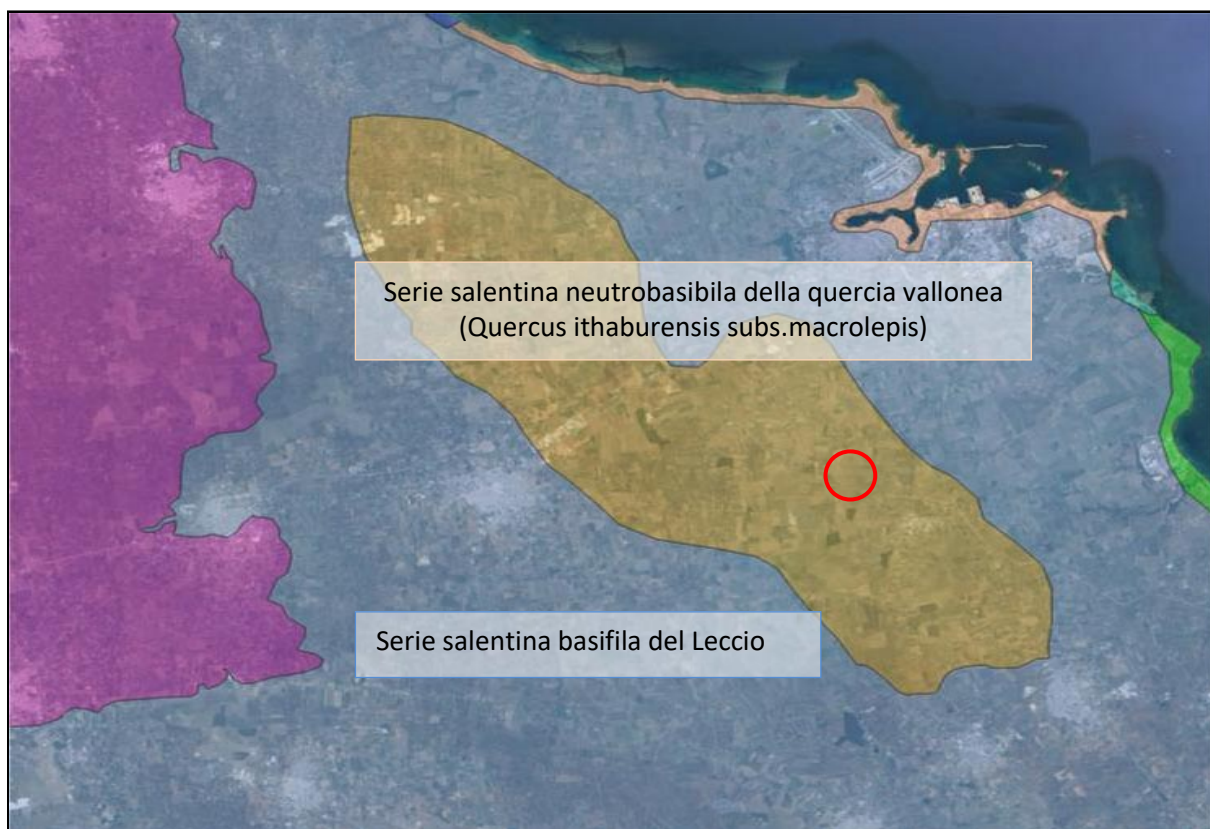 Serie salentina neutrobasibila della quercia vallonea
(Quercus ithaburensis subs.macrolepis)
Serie salentina basifila del Leccio